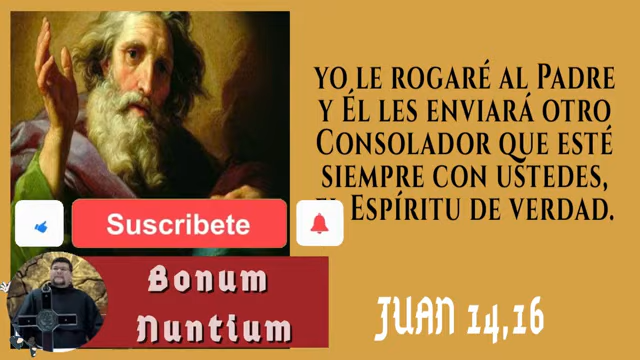 YO LE ROGARÉ AL PADRE
Y ÉL LES ENVIARÁ OTRO
CONSOLADOR QUE ESTÉ
SIEMPRE CON USTEDES,
ESPÍRITU DE VERDAD.
Suscribete
Bonum
Nuntium
JUAN 14,16